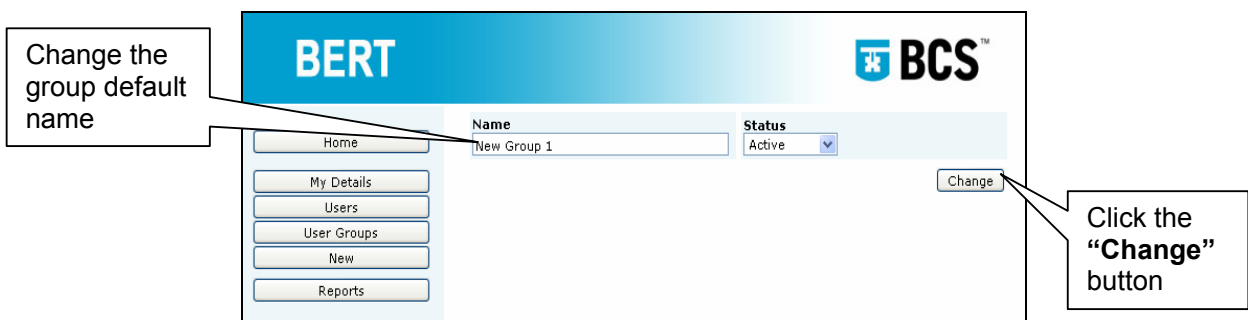 BERT
BCS™
Change the
group default
name
Name
Status
New Group 1
Active
Home
Change
My Details
Users
User Groups
New
Reports
Click the
“Change”
button